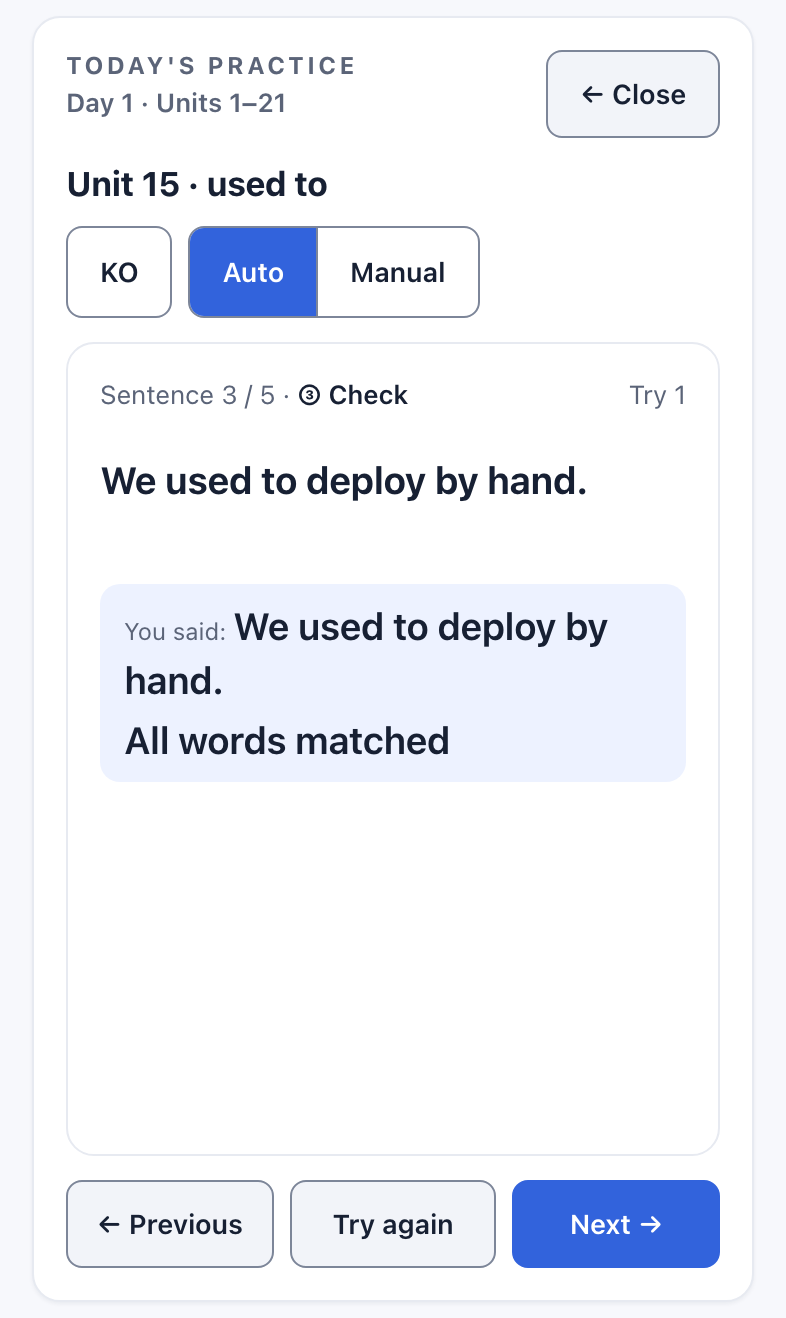 TODAY'S PRACTICE
Day 1 · Units 1–21
← Close
Unit 15 · used to
KO
Auto
Manual
Sentence 3 / 5 · ③ Check
Try 1
We used to deploy by hand.
You said: We used to deploy by
hand.
All words matched
← Previous
Try again
Next →